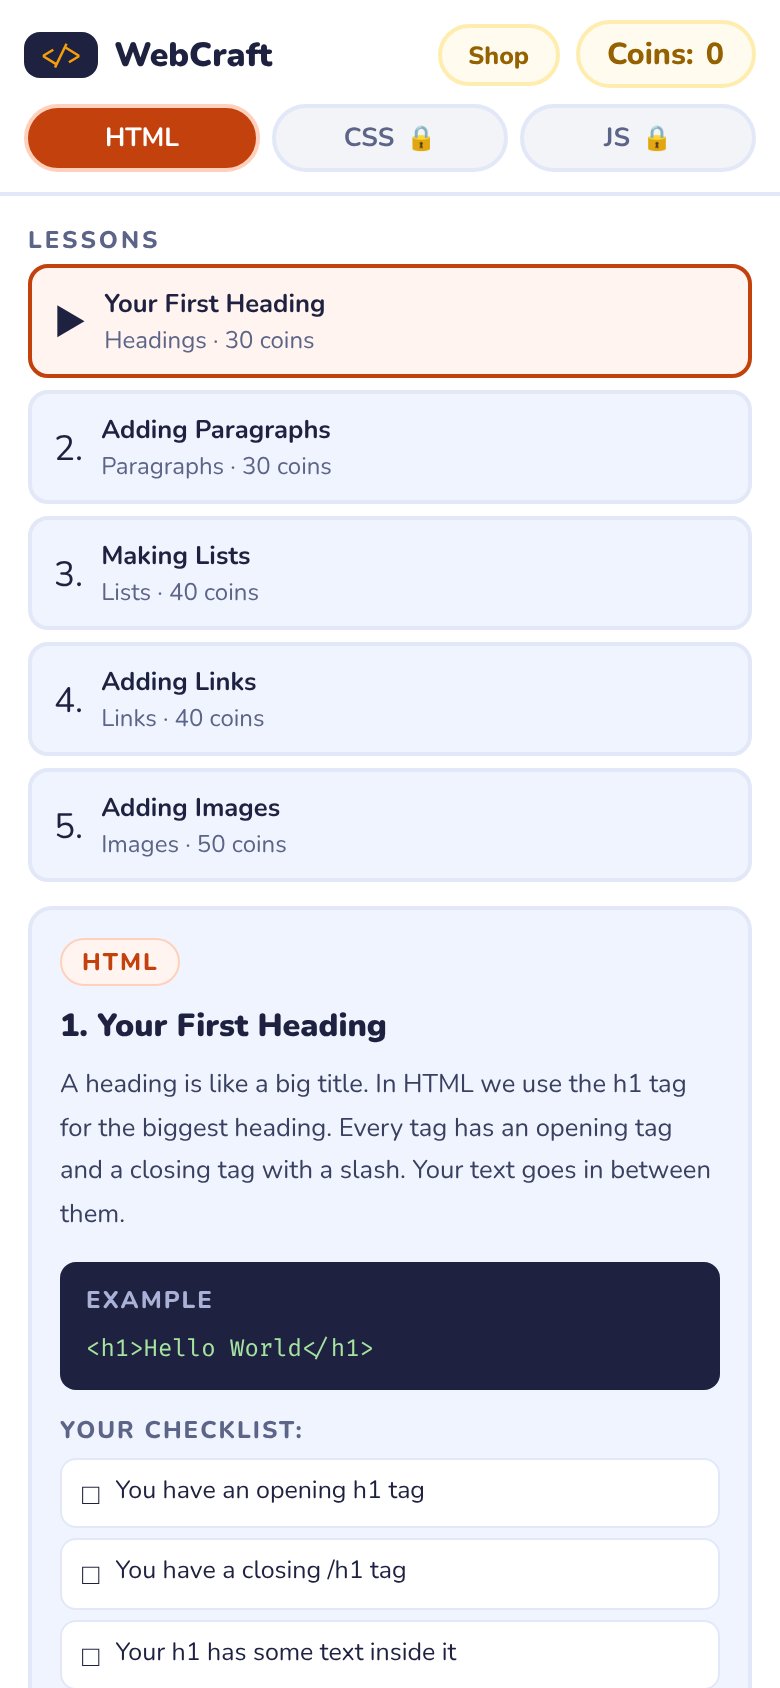 </> WebCraft Shop Coins: 0
HTML CSS 🔒 JS 🔒
LESSONS
▶ Your First Heading
Headings · 30 coins
2. Adding Paragraphs
Paragraphs · 30 coins
3. Making Lists
Lists · 40 coins
4. Adding Links
Links · 40 coins
5. Adding Images
Images · 50 coins
HTML
1. Your First Heading
A heading is like a big title. In HTML we use the h1 tag
for the biggest heading. Every tag has an opening tag
and a closing tag with a slash. Your text goes in between
them.
EXAMPLE
<h1>Hello World</h1>
YOUR CHECKLIST:
☐ You have an opening h1 tag
☐ You have a closing /h1 tag
☐ Your h1 has some text inside it